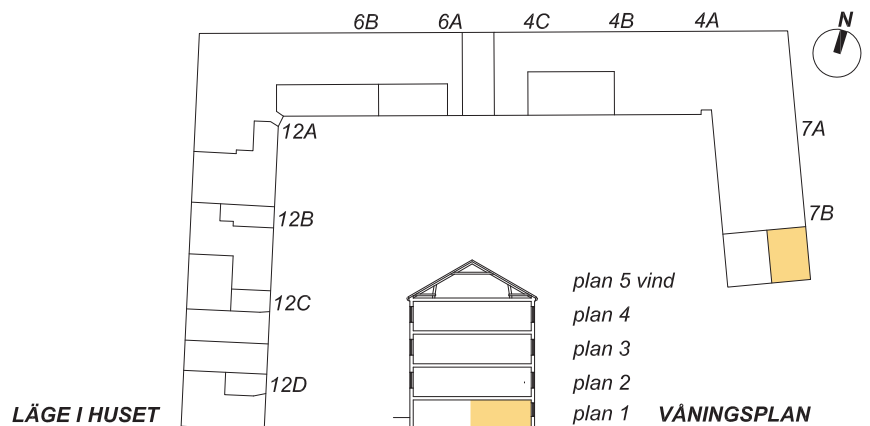 6B 6A 4C 4B 4A N
12A 7A
12B 7B
plan 5 vind
12C plan 4
plan 3
12D plan 2
LÄGE I HUSET plan 1 VÅNINGSPLAN